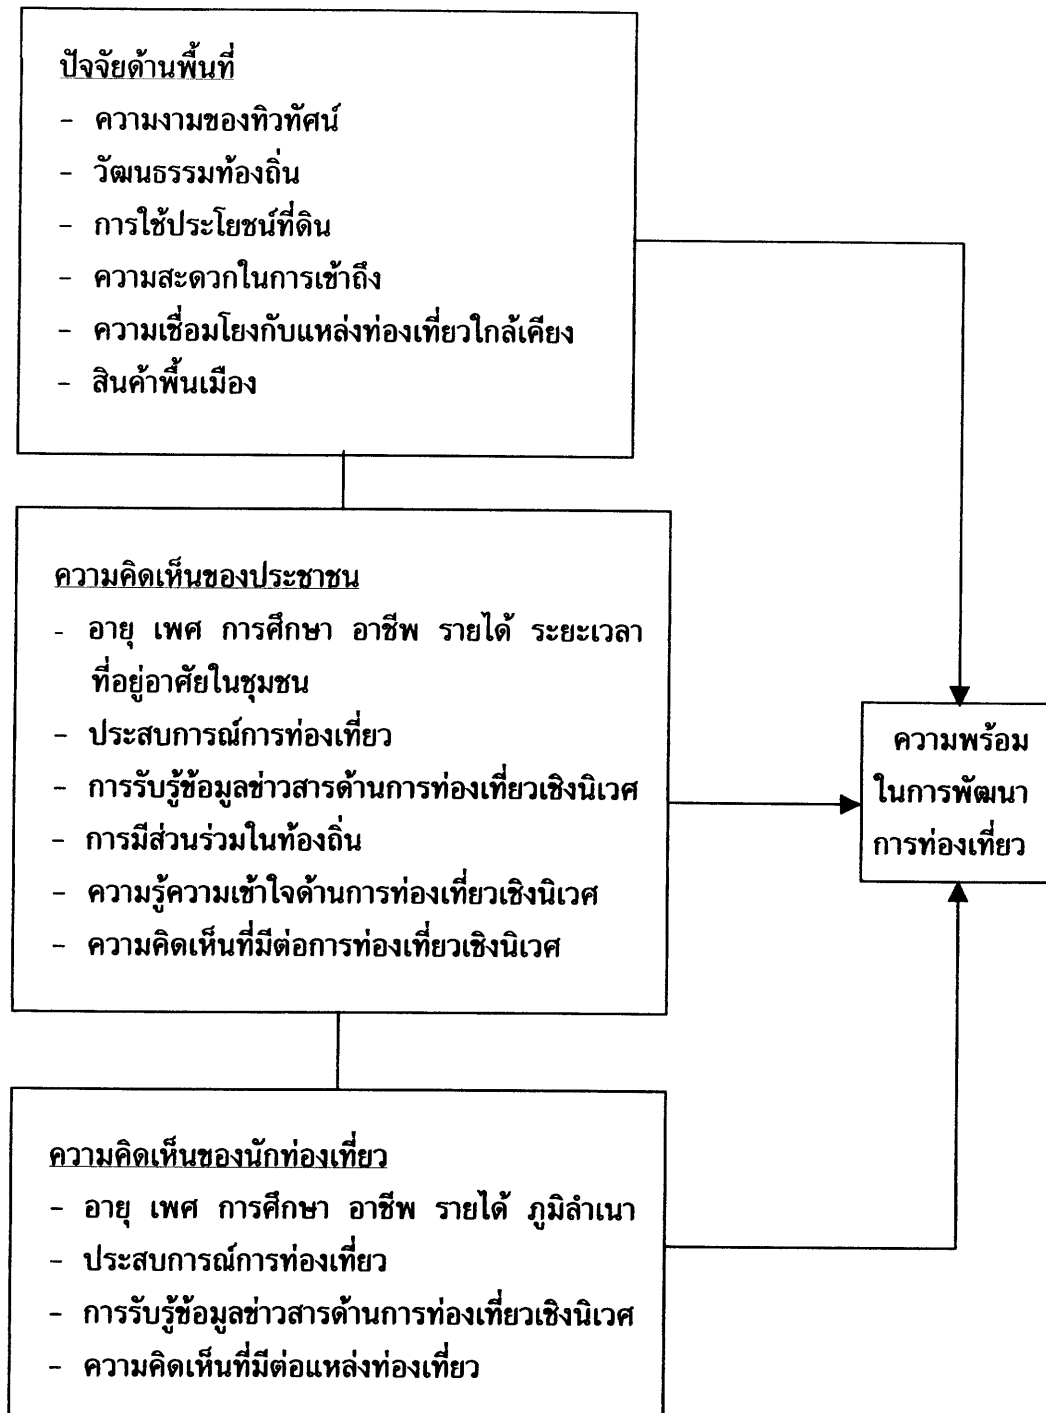 ปัจจัยด้านพื้นที่
- ความงามของทิวทัศน์
- วัฒนธรรมท้องถิ่น
- การใช้ประโยชน์ที่ดิน
- ความสะดวกในการเข้าถึง
- ความเชื่อมโยงกับแหล่งท่องเที่ยวใกล้เคียง
- สินค้าพื้นเมือง
ความคิดเห็นของประชาชน
- อายุ เพศ การศึกษา อาชีพ รายได้ ระยะเวลา
ที่อยู่อาศัยในชุมชน
- ประสบการณ์การท่องเที่ยว
- การรับรู้ข้อมูลข่าวสารด้านการท่องเที่ยวเชิงนิเวศ
- การมีส่วนร่วมในท้องถิ่น
- ความรู้ความเข้าใจด้านการท่องเที่ยวเชิงนิเวศ
- ความคิดเห็นที่มีต่อการท่องเที่ยวเชิงนิเวศ
ความคิดเห็นของนักท่องเที่ยว
- อายุ เพศ การศึกษา อาชีพ รายได้ ภูมิลำเนา
- ประสบการณ์การท่องเที่ยว
- การรับรู้ข้อมูลข่าวสารด้านการท่องเที่ยวเชิงนิเวศ
- ความคิดเห็นที่มีต่อแหล่งท่องเที่ยว
ความพร้อม
ในการพัฒนา
การท่องเที่ยว